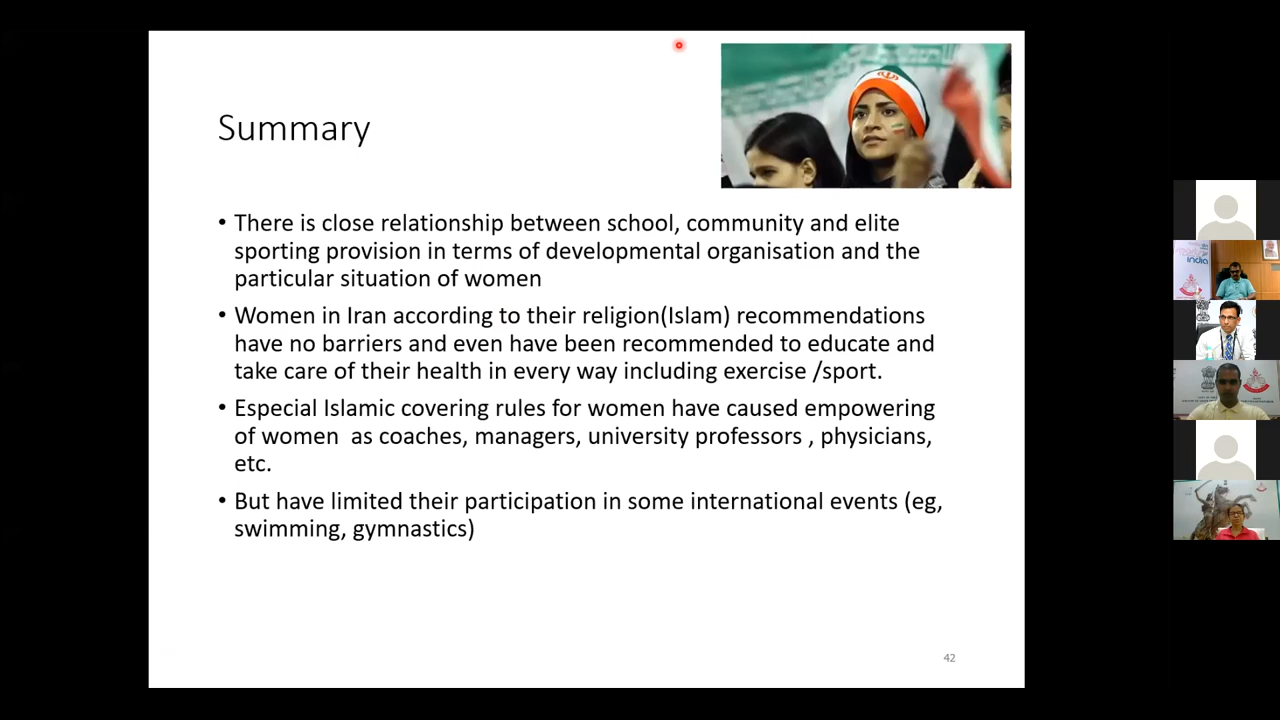 Summary
• There is close relationship between school, community and elite
sporting provision in terms of developmental organisation and the
particular situation of women
• Women in Iran according to their religion(Islam) recommendations
have no barriers and even have been recommended to educate and
take care of their health in every way including exercise /sport.
• Especial Islamic covering rules for women have caused empowering
of women  as coaches, managers, university professors , physicians,
etc.
• But have limited their participation in some international events (eg,
swimming, gymnastics)
42
India